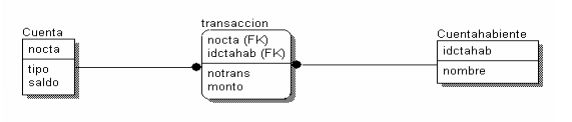 Cuenta
nocta
tipo
saldo
transaccion
nocta (FK)
idctahab (FK)
notrans
monto
Cuentahabiente
idctahab
nombre